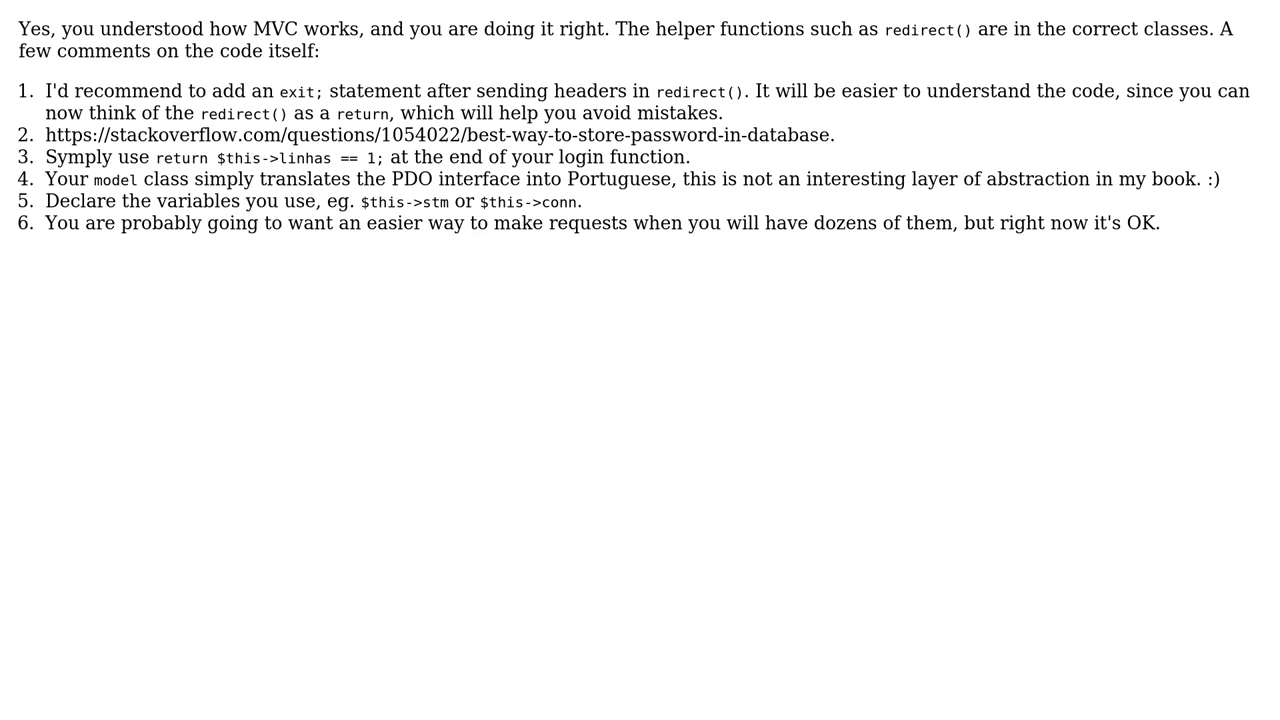 Yes, you understood how MVC works, and you are doing it right. The helper functions such as redirect() are in the correct classes. A
few comments on the code itself:
1. I'd recommend to add an exit; statement after sending headers in redirect(). It will be easier to understand the code, since you can
now think of the redirect() as a return, which will help you avoid mistakes.
2. https://stackoverflow.com/questions/1054022/best-way-to-store-password-in-database.
3. Symply use return $this->linhas == 1; at the end of your login function.
4. Your model class simply translates the PDO interface into Portuguese, this is not an interesting layer of abstraction in my book. :)
5. Declare the variables you use, eg. $this->stm or $this->conn.
6. You are probably going to want an easier way to make requests when you will have dozens of them, but right now it's OK.